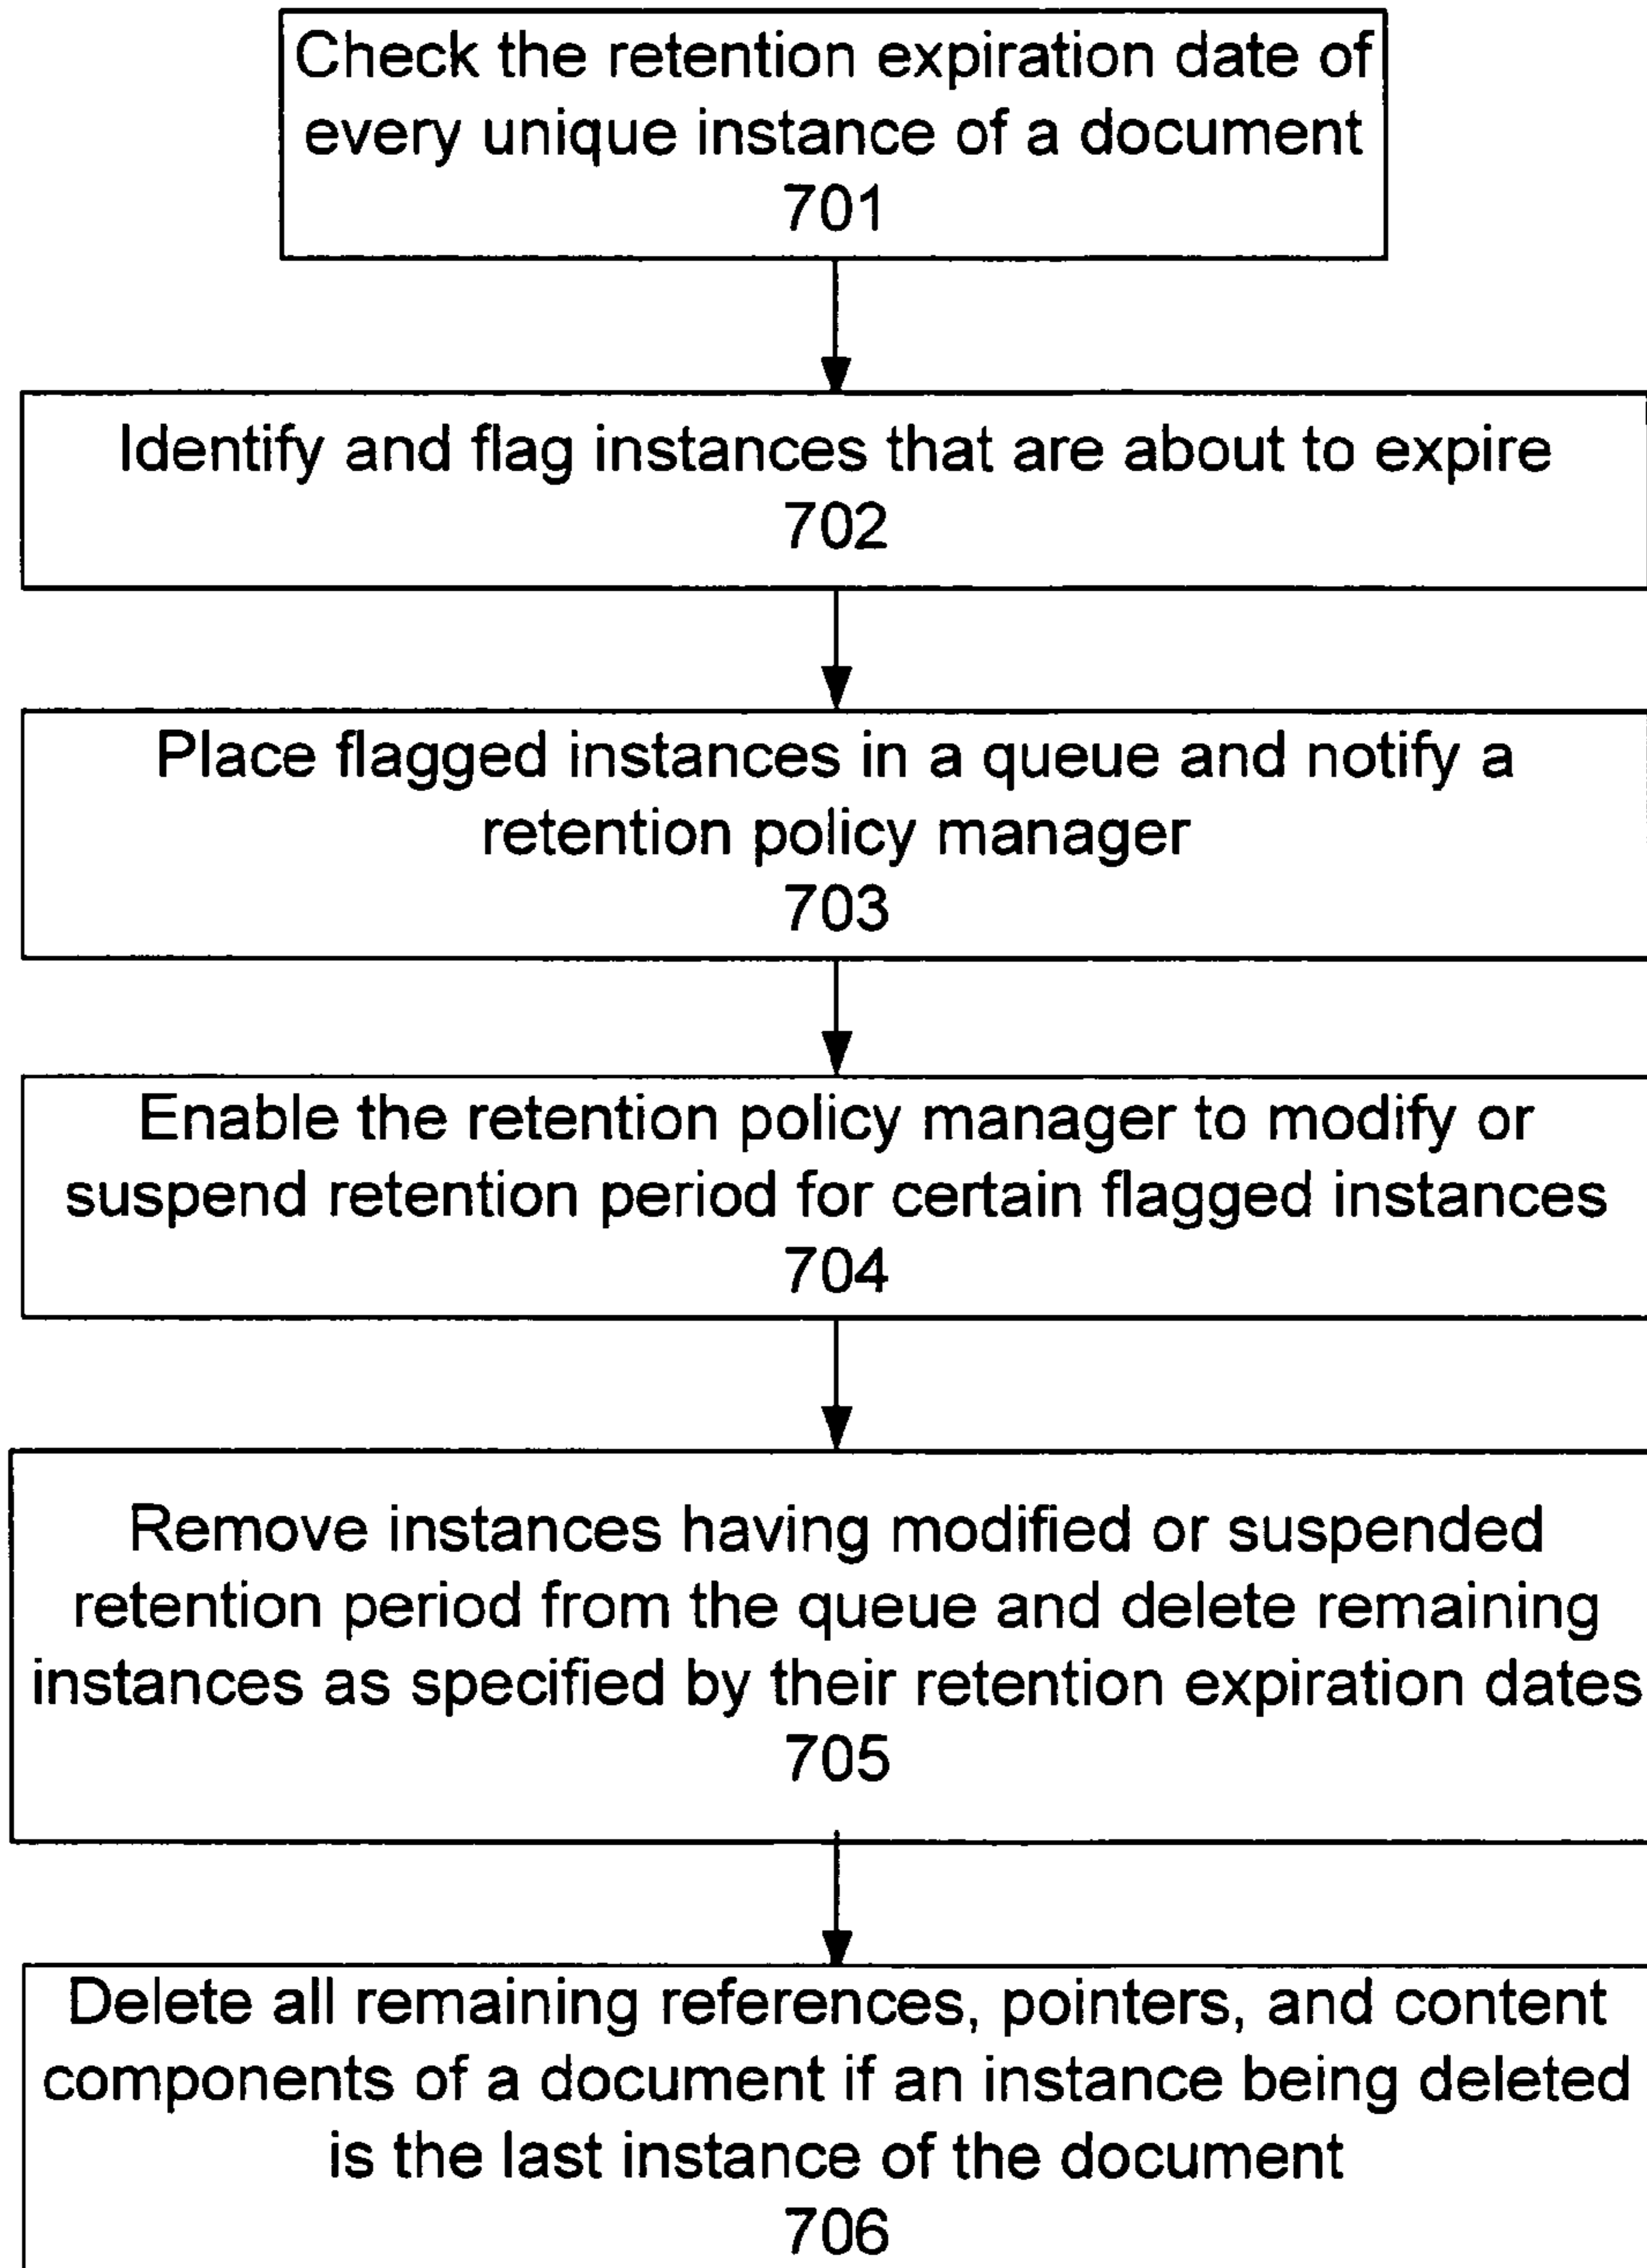 Check the retention expiration date of
every unique instance of a document
701
Identify and flag instances that are about to expire
702
Place flagged instances in a queue and notify a
retention policy manager
703
Enable the retention policy manager to modify or
suspend retention period for certain flagged instances
704
Remove instances having modified or suspended
retention period from the queue and delete remaining
instances as specified by their retention expiration dates
705
Delete all remaining references, pointers, and content
components of a document if an instance being deleted
is the last instance of the document
706